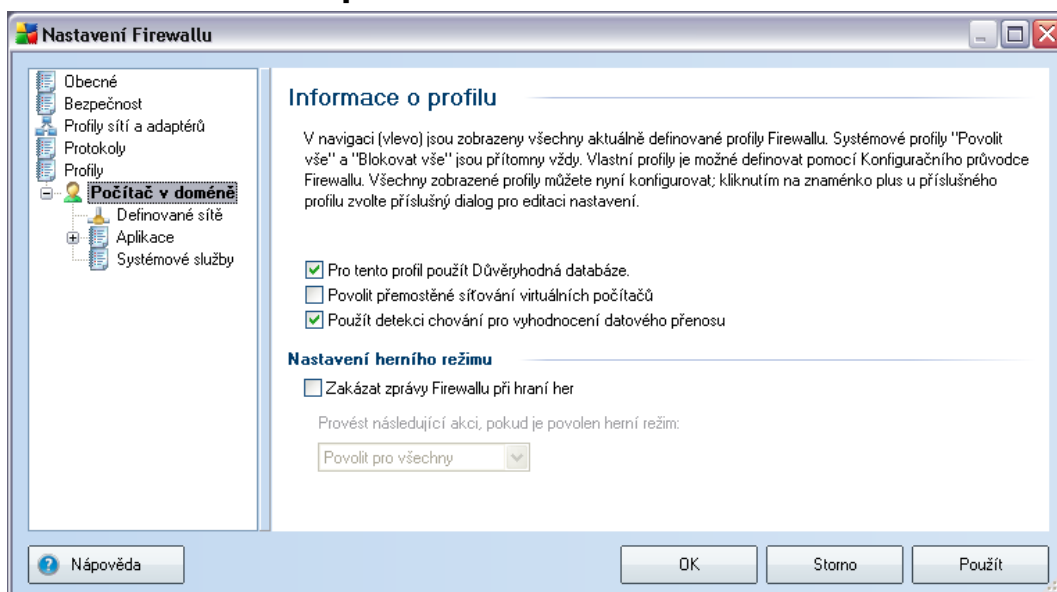 Nastavení Firewallu
Obecné
Bezpečnost
Profily sítí a adaptérů
Protokoly
Profily
Počítač v doméně
Definované sítě
Aplikace
Systémové služby
Informace o profilu
V navigaci (vlevo) jsou zobrazeny všechny aktuálně definované profily Firewallu. Systémové profily "Povolit
vše" a "Blokovat vše" jsou přítomny vždy. Vlastní profily je možné definovat pomocí Konfiguračního průvodce
Firewallu. Všechny zobrazené profily můžete nyní konfigurovat; kliknutím na znaménko plus u příslušného
profilu zvolte příslušný dialog pro editaci nastavení.
Pro tento profil použít Důvěryhodná databáze.
Povolit přemostěné síťování virtuálních počítačů
Použít detekci chování pro vyhodnocení datového přenosu
Nastavení herního režimu
Zakázat zprávy Firewallu při hraní her
Provést následující akci, pokud je povolen herní režim:
Povolit pro všechny
Nápověda
OK
Storno
Použít